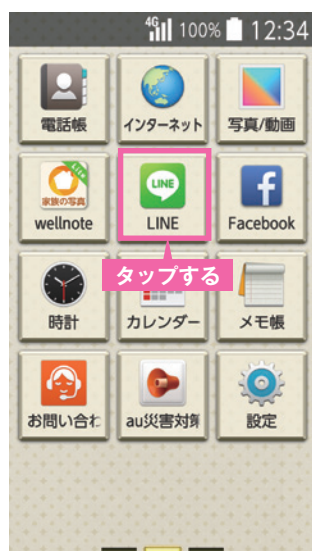 4G 100% 12:34
電話帳 インターネット 写真/動画
家族の写真 Lite LINE
wellnote LINE Facebook
タップする
時計 カレンダー メモ帳
お問い合わ au災害対策 設定